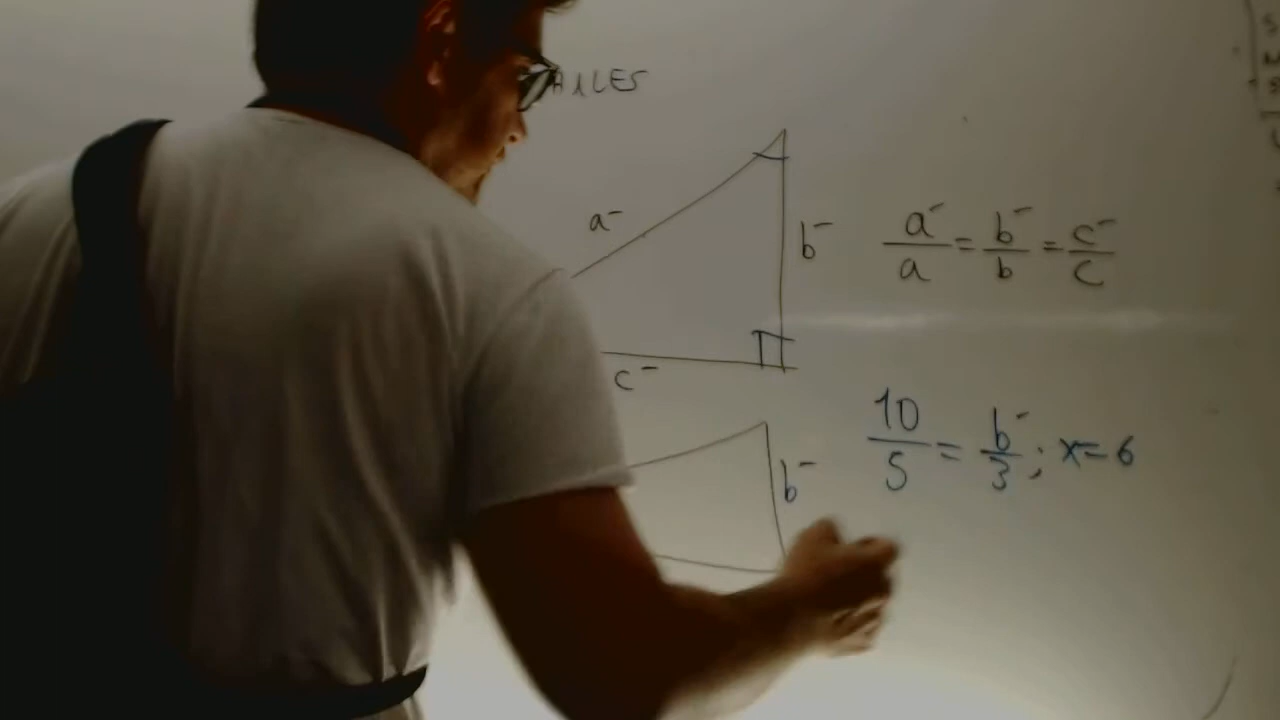 ALES
a-
b-
a-/a = b-/b = c-/c
c-
10/5 = b-/3 ; x=6
b-